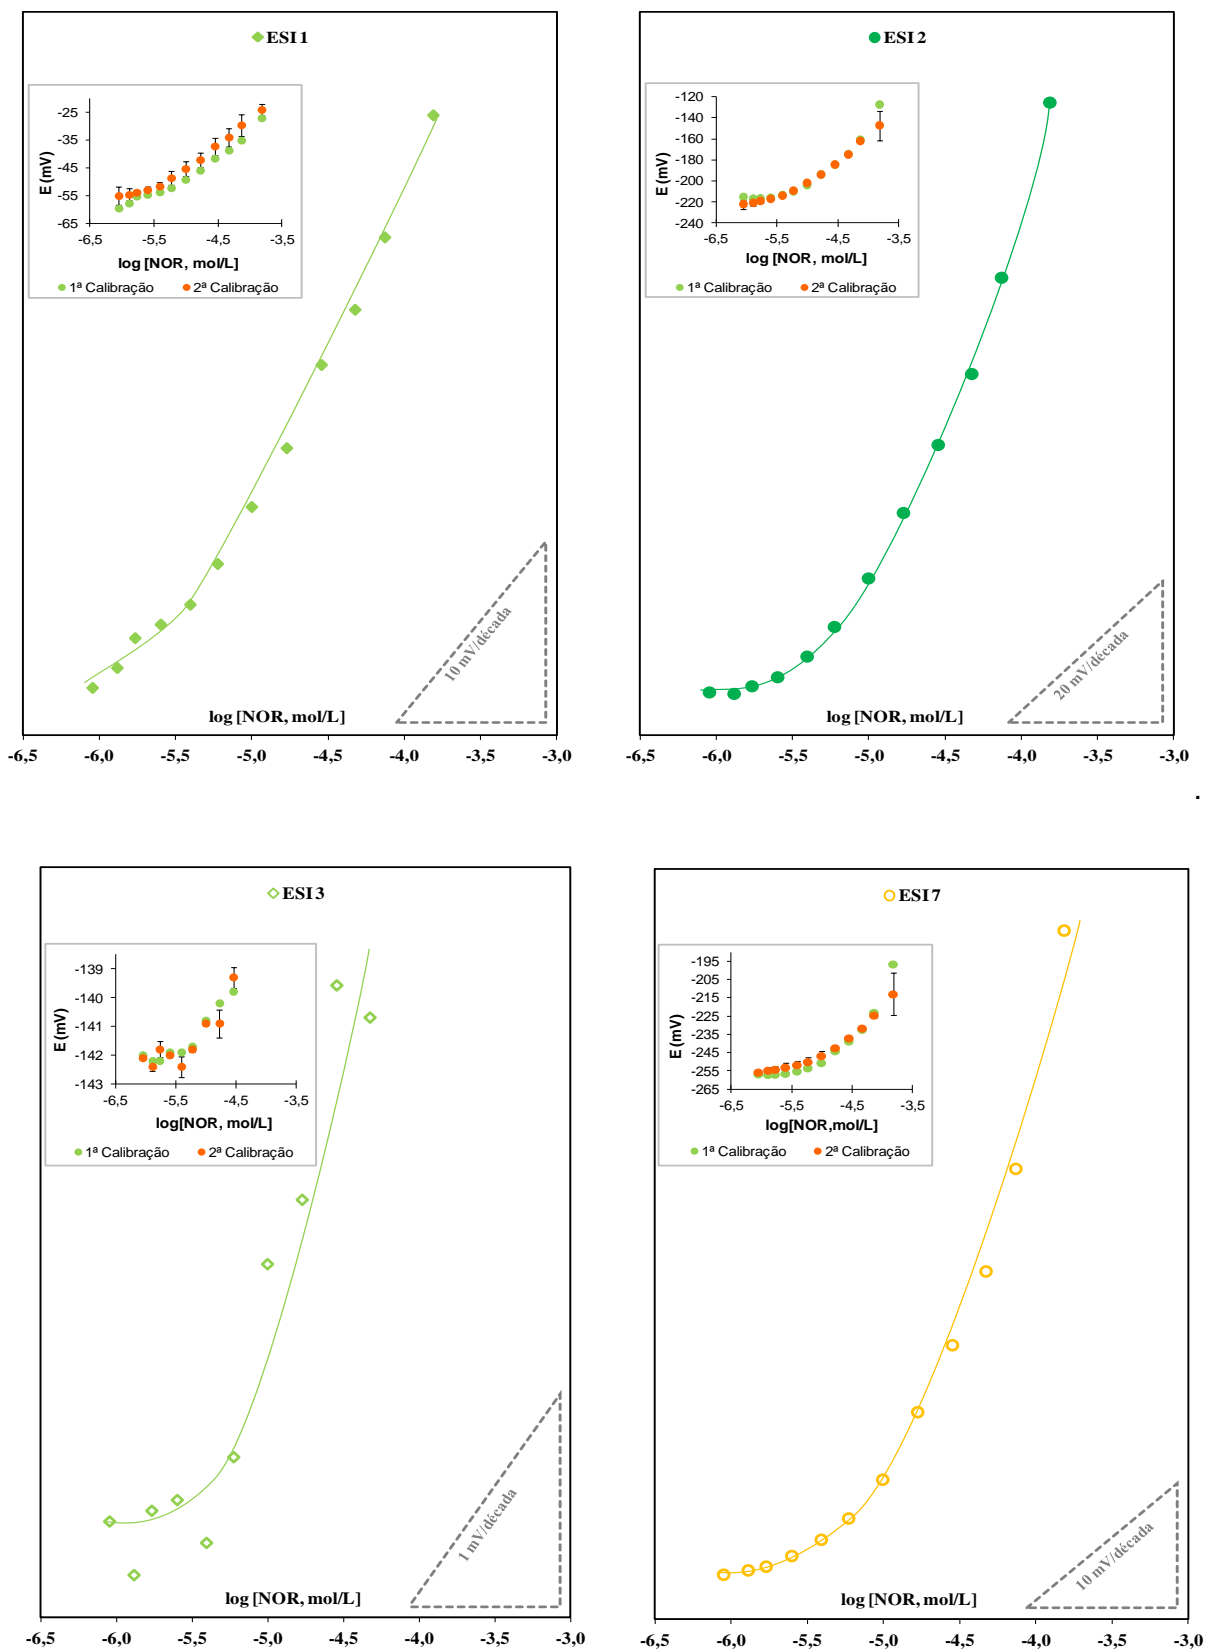 ESI 1
-25
-35
-45
-55
-65
E (mV)
-6,5 -5,5 -4,5 -3,5
log [NOR, mol/L]
1ª Calibração 2ª Calibração
10 mV/década
log [NOR, mol/L]
-6,5 -6,0 -5,5 -5,0 -4,5 -4,0 -3,5 -3,0
ESI 2
-120
-140
-160
-180
-200
-220
-240
E (mV)
-6,5 -5,5 -4,5 -3,5
log [NOR, mol/L]
1ª Calibração 2ª Calibração
20 mV/década
log [NOR, mol/L]
-6,5 -6,0 -5,5 -5,0 -4,5 -4,0 -3,5 -3,0
.
ESI 3
-139
-140
-141
-142
-143
E (mV)
-6,5 -5,5 -4,5 -3,5
log[NOR, mol/L]
1ª Calibração 2ª Calibração
1 mV/década
log [NOR, mol/L]
-6,5 -6,0 -5,5 -5,0 -4,5 -4,0 -3,5 -3,0
ESI 7
-195
-205
-215
-225
-235
-245
-255
-265
E (mV)
-6,5 -5,5 -4,5 -3,5
log[NOR,mol/L]
1ª Calibração 2ª Calibração
10 mV/década
log [NOR, mol/L]
-6,5 -6,0 -5,5 -5,0 -4,5 -4,0 -3,5 -3,0